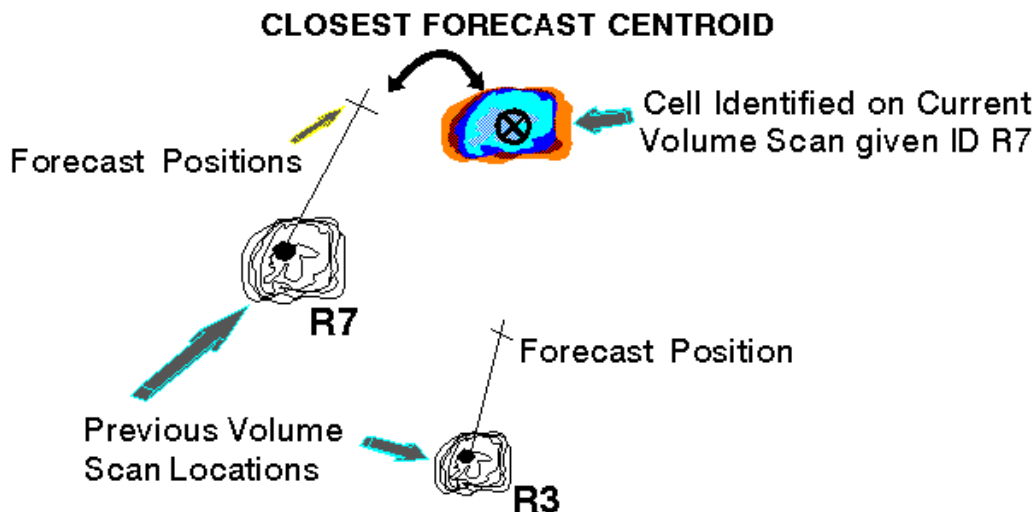 CLOSEST FORECAST CENTROID
Cell Identified on Current
Volume Scan given ID R7
Forecast Positions
R7
Forecast Position
Previous Volume
Scan Locations
R3